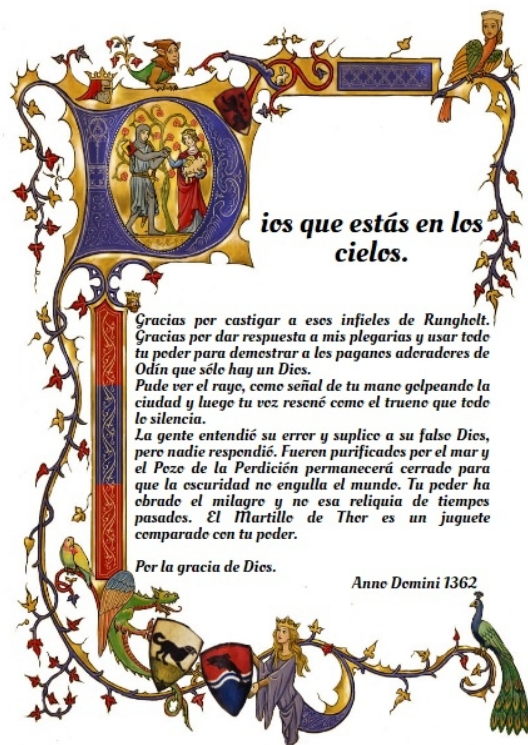 Dios que estás en los
cielos.
Gracias por castigar a esos infieles de Rungholt.
Gracias por dar respuesta a mis plegarias y usar todo
tu poder para demostrar a los paganos adoradores de
Odín que sólo hay un Dios.
Pude ver el rayo, como señal de tu mano golpeando la
ciudad y luego tu voz resonó como el trueno que todo
lo silencia.
La gente entendió su error y suplico a su falso Dios,
pero nadie respondió. Fueron purificados por el mar y
el Pozo de la Perdición permanecerá cerrado para
que la oscuridad no engulla el mundo. Tu poder ha
obrado el milagro y no esa reliquia de tiempos
pasados. El Martillo de Thor es un juguete
comparado con tu poder.
Por la gracia de Dios.
Anno Domini 1362